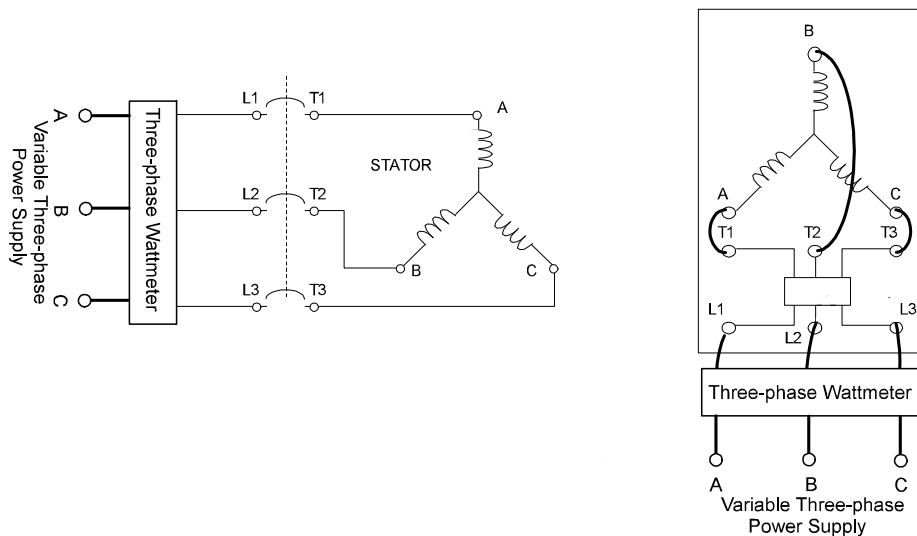 A
B
C
Variable Three-phase
Power Supply
Three-phase Wattmeter
L1
T1
A
STATOR
L2
T2
B
C
L3
T3
B
A
C
T1
T2
T3
L1
L2
L3
Three-phase Wattmeter
A
B
C
Variable Three-phase
Power Supply